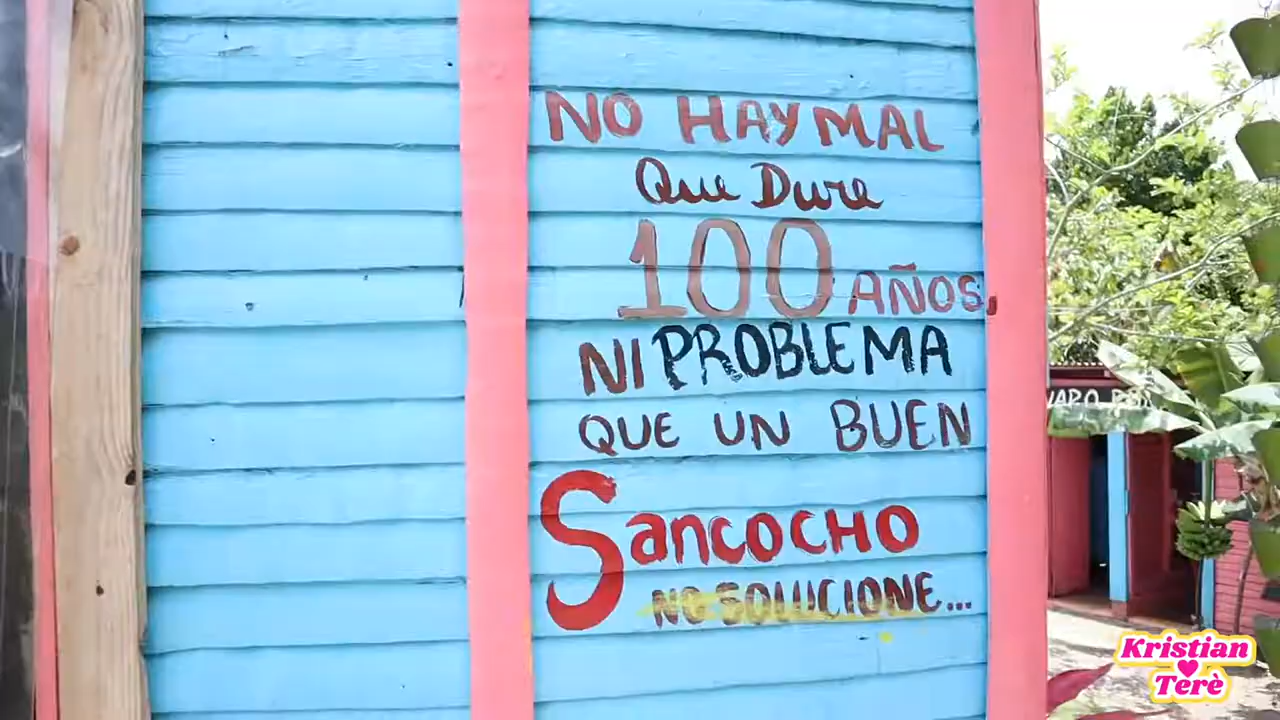 NO HAY MAL
Que Dure
100 AÑOS,
NI PROBLEMA
QUE UN BUEN
SANCOCHO
NO SOLUCIONE...
Kristian
Terè